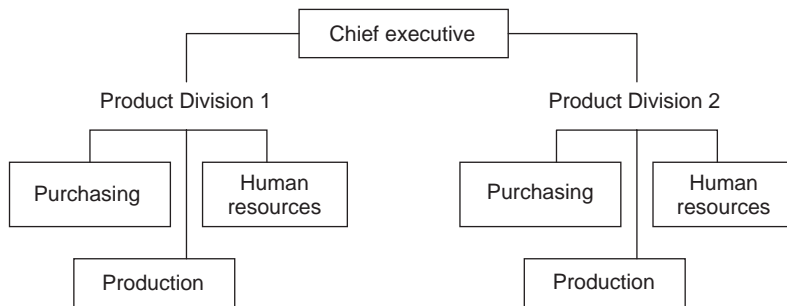 Chief executive
Product Division 1
Product Division 2
Purchasing
Human
resources
Purchasing
Human
resources
Production
Production